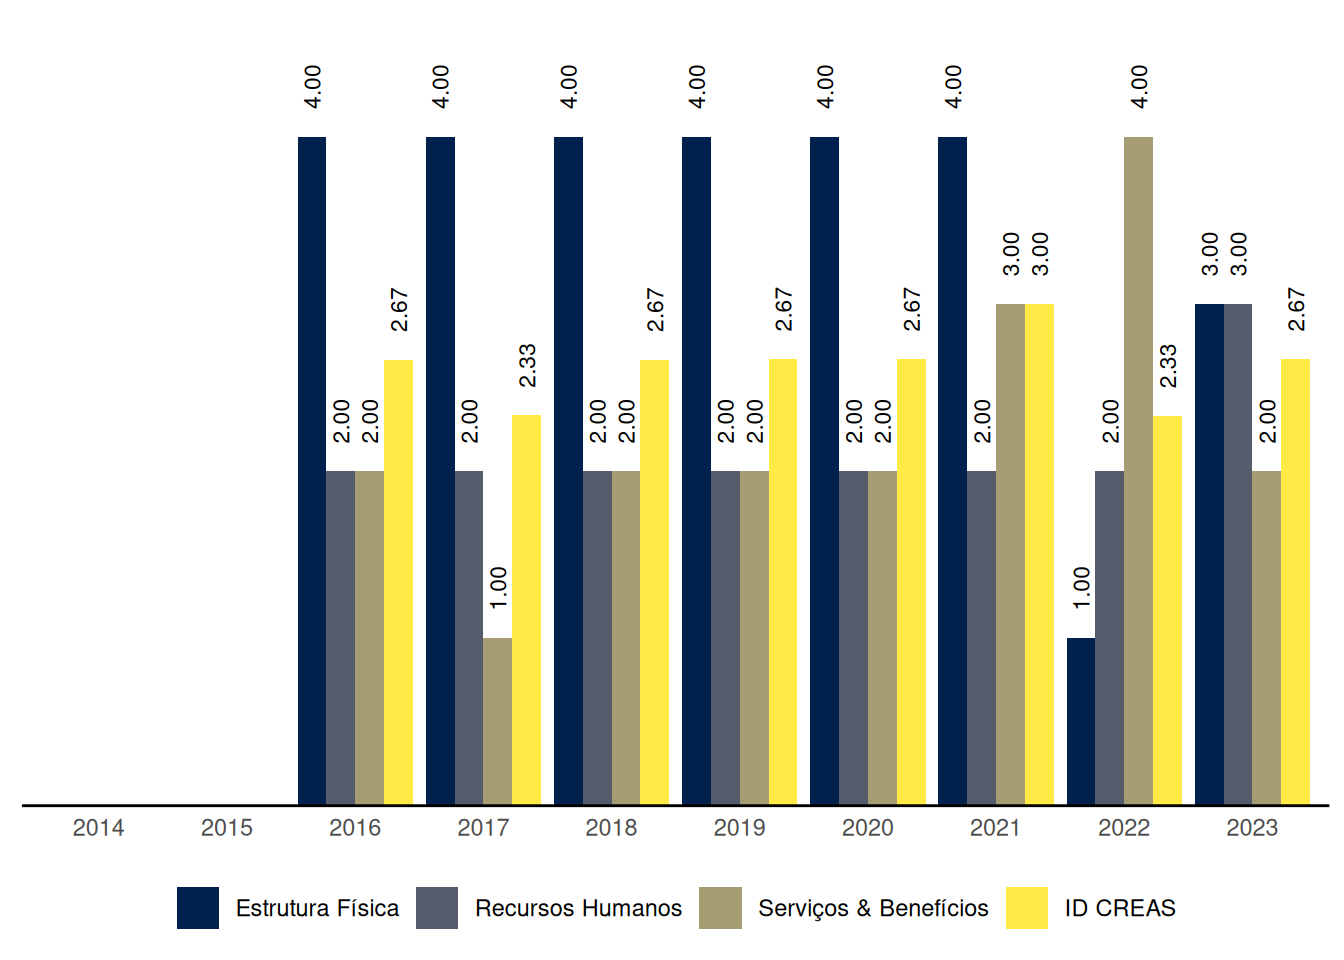 4.00 4.00 4.00 4.00 4.00 4.00 4.00
3.00 3.00 3.00 3.00
2.67 2.67 2.67 2.67 2.67
2.33 2.33
2.00 2.00 2.00 2.00 2.00 2.00 2.00 2.00 2.00 2.00 2.00 2.00
1.00 1.00
2014 2015 2016 2017 2018 2019 2020 2021 2022 2023
Estrutura Física Recursos Humanos Serviços & Benefícios ID CREAS